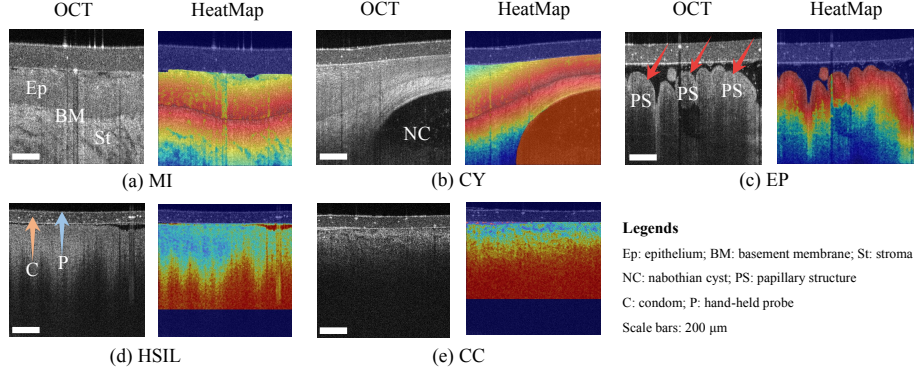 OCT HeatMap OCT HeatMap OCT HeatMap
Ep
BM
St
NC
PS PS PS
(a) MI (b) CY (c) EP
C P
(d) HSIL (e) CC
Legends
Ep: epithelium; BM: basement membrane; St: stroma
NC: nabothian cyst; PS: papillary structure
C: condom; P: hand-held probe
Scale bars: 200 μm